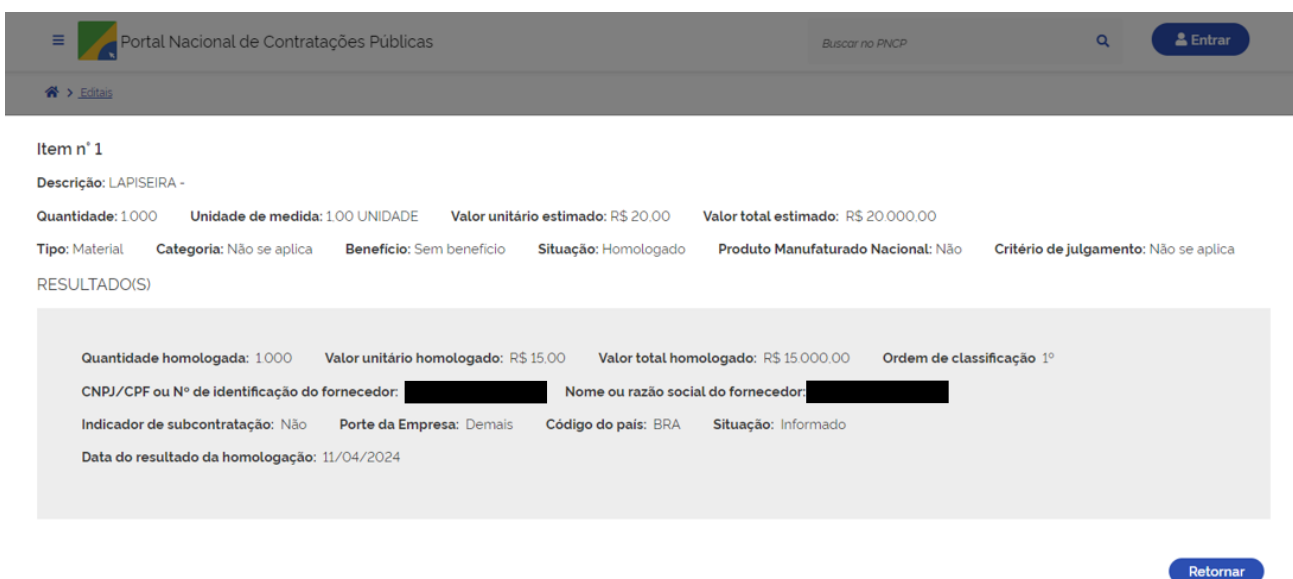 Portal Nacional de Contratações Públicas
Buscar no PNCP
Entrar
> Editais
Item n° 1
Descrição: LAPISEIRA -
Quantidade: 1.000 Unidade de medida: 1,00 UNIDADE Valor unitário estimado: R$ 20,00 Valor total estimado: R$ 20.000,00
Tipo: Material Categoria: Não se aplica Benefício: Sem beneficio Situação: Homologado Produto Manufaturado Nacional: Não Critério de julgamento: Não se aplica
RESULTADO(S)
Quantidade homologada: 1.000 Valor unitário homologado: R$ 15,00 Valor total homologado: R$ 15.000,00 Ordem de classificação 1º
CNPJ/CPF ou Nº de identificação do fornecedor: Nome ou razão social do fornecedor:
Indicador de subcontratação: Não Porte da Empresa: Demais Código do país: BRA Situação: Informado
Data do resultado da homologação: 11/04/2024
Retornar